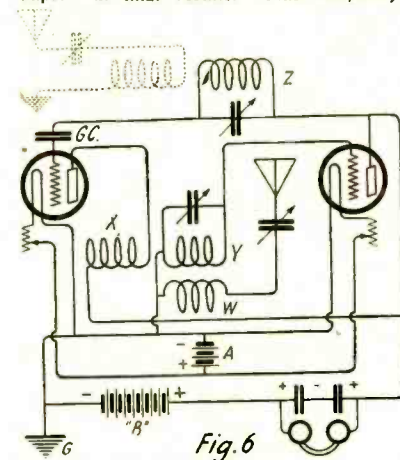 Z
GC.
X
Y
W
- A
+
- "B" +
+ - +
G
Fig. 6